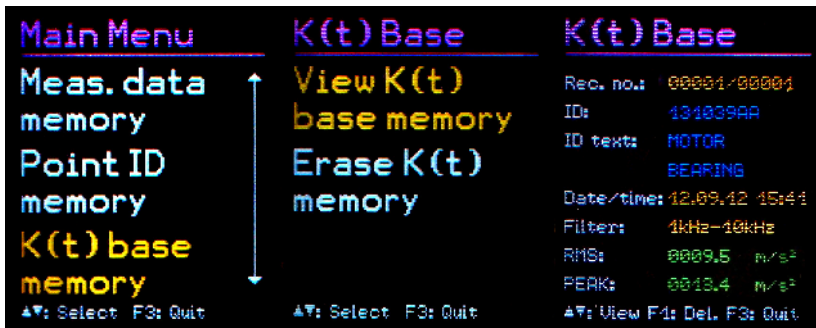 Main Menu
Meas. data
memory
Point ID
memory
K(t) base
memory
▲▼: Select F3: Quit
K(t) Base
View K(t)
base memory
Erase K(t)
memory
▲▼: Select F3: Quit
K(t) Base
Rec. no.: 00001/00001
ID: 131039AA
ID text: MOTOR
BEARING
Date/time: 12.09.12 15:41
Filter: 1kHz-10kHz
RMS: 0009.5 m/s²
PEAK: 0013.4 m/s²
▲▼: View F1: Del. F3: Quit